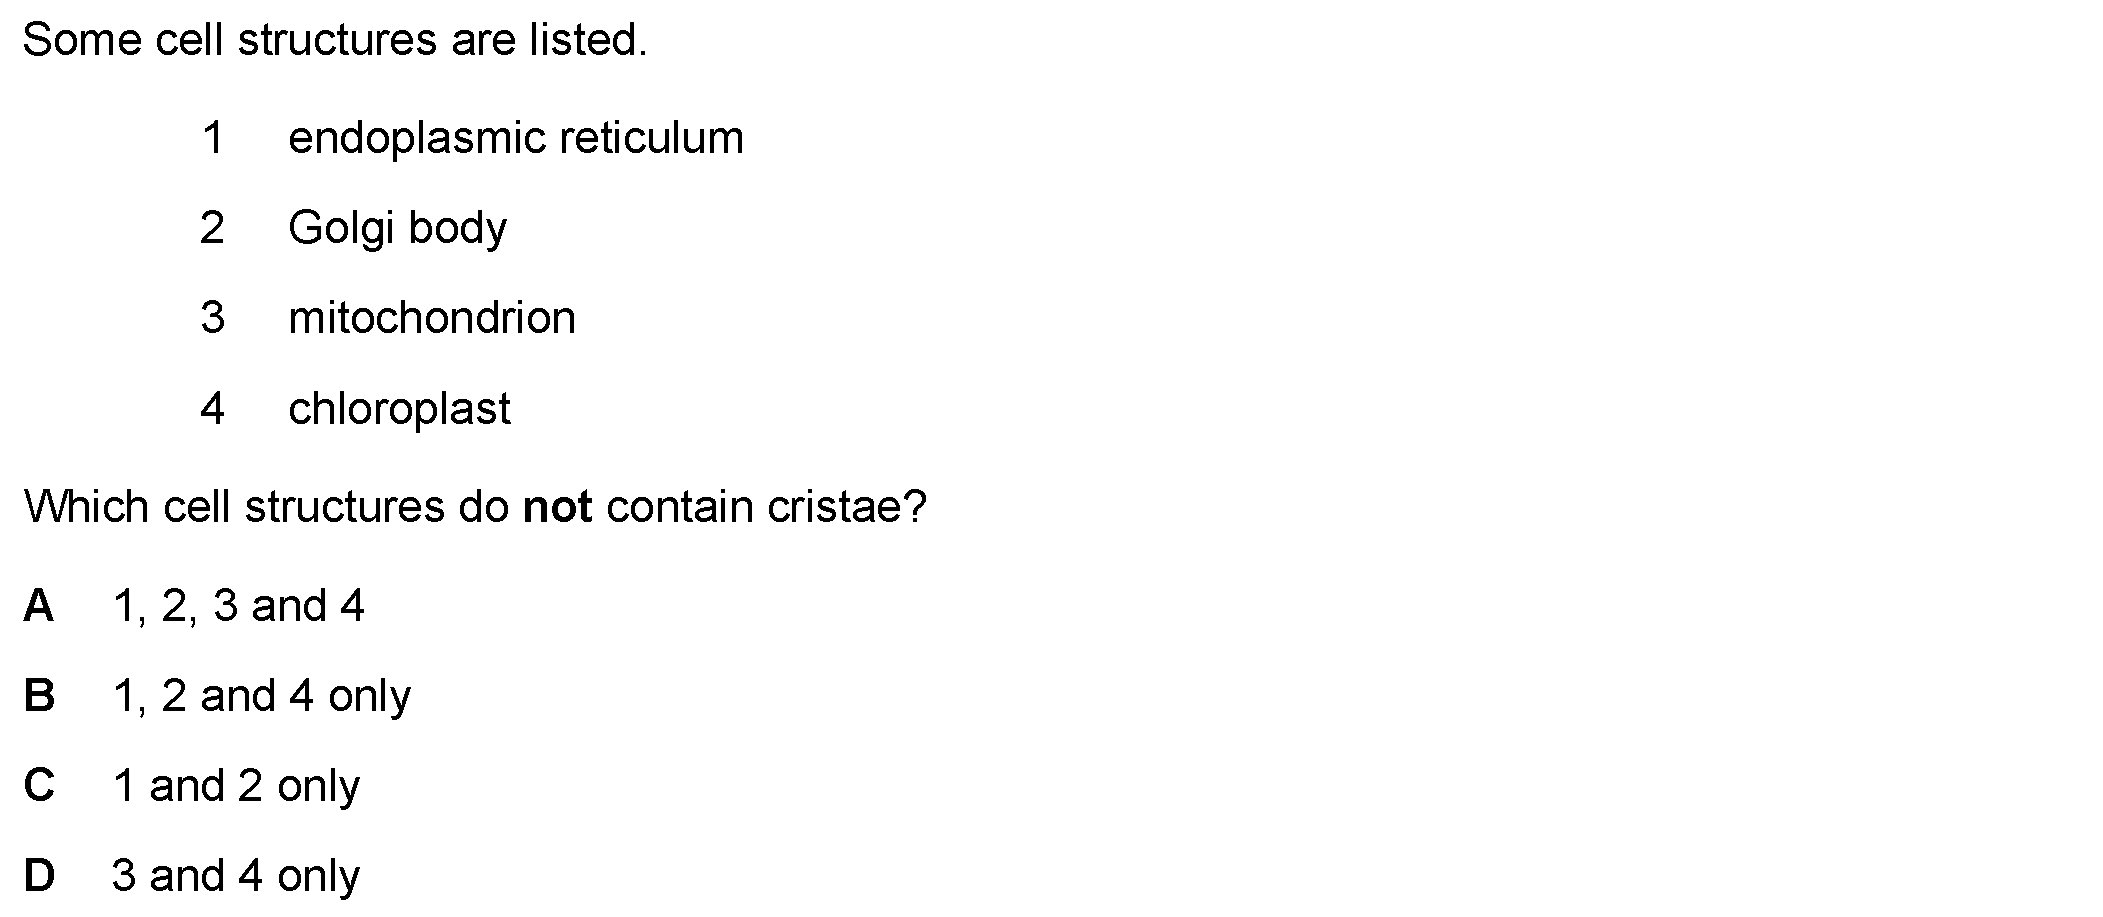 Some cell structures are listed.
1 endoplasmic reticulum
2 Golgi body
3 mitochondrion
4 chloroplast
Which cell structures do not contain cristae?
A 1, 2, 3 and 4
B 1, 2 and 4 only
C 1 and 2 only
D 3 and 4 only